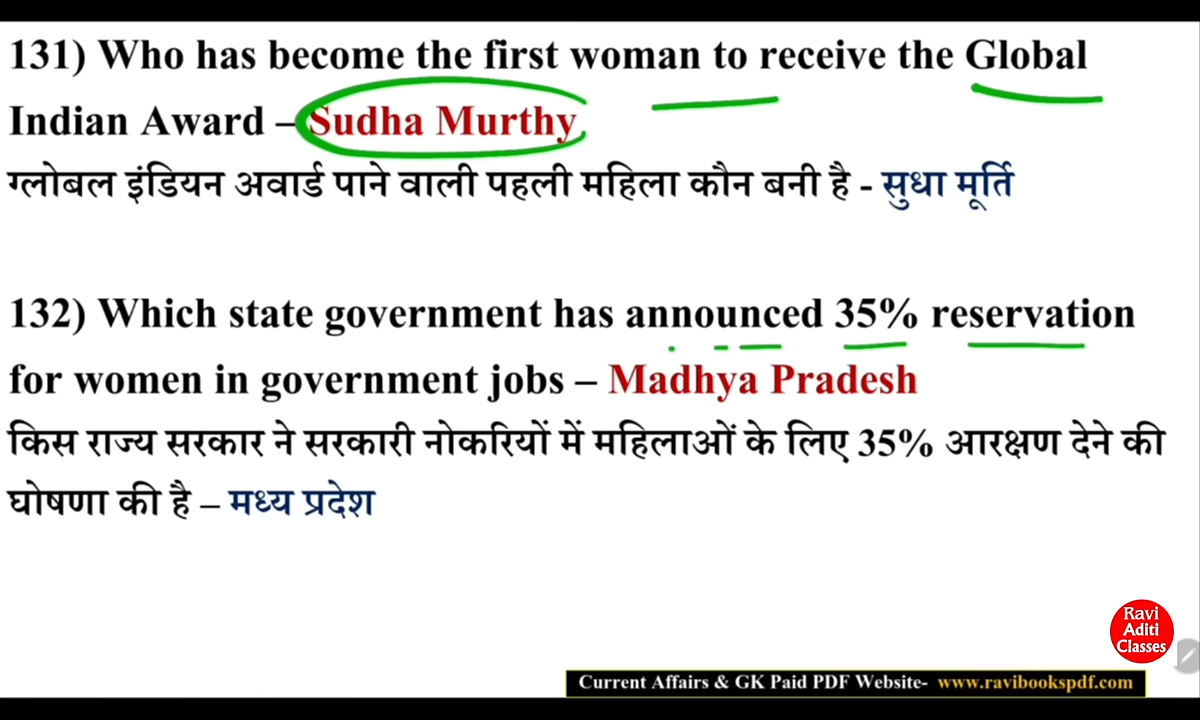 131) Who has become the first woman to receive the Global
Indian Award – Sudha Murthy
ग्लोबल इंडियन अवार्ड पाने वाली पहली महिला कौन बनी है - सुधा मूर्ति
132) Which state government has announced 35% reservation
for women in government jobs – Madhya Pradesh
किस राज्य सरकार ने सरकारी नोकरियों में महिलाओं के लिए 35% आरक्षण देने की
घोषणा की है – मध्य प्रदेश
Ravi
Aditi
Classes
Current Affairs & GK Paid PDF Website- www.ravibookspdf.com